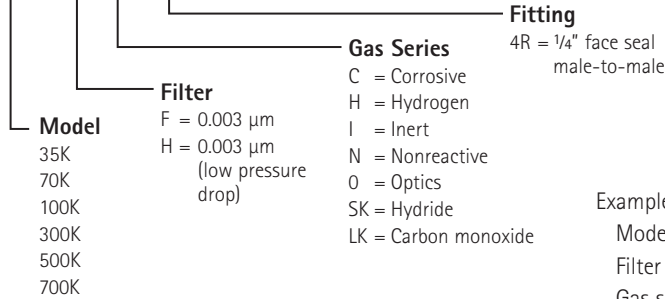 Fitting
4R = 1/4" face seal
male-to-male
Gas Series
C = Corrosive
H = Hydrogen
I = Inert
N = Nonreactive
O = Optics
SK = Hydride
LK = Carbon monoxide
Filter
F = 0.003 µm
H = 0.003 µm
(low pressure
drop)
Model
35K
70K
100K
300K
500K
700K
Example
Mode
Filter
Gas s